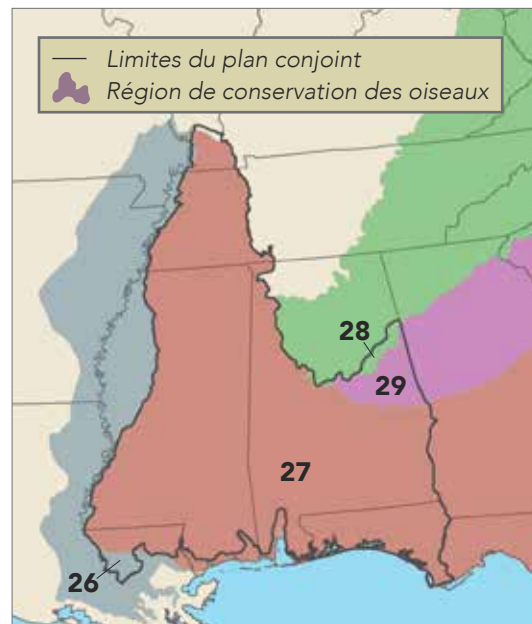 Limites du plan conjoint
Région de conservation des oiseaux
28
29
27
26